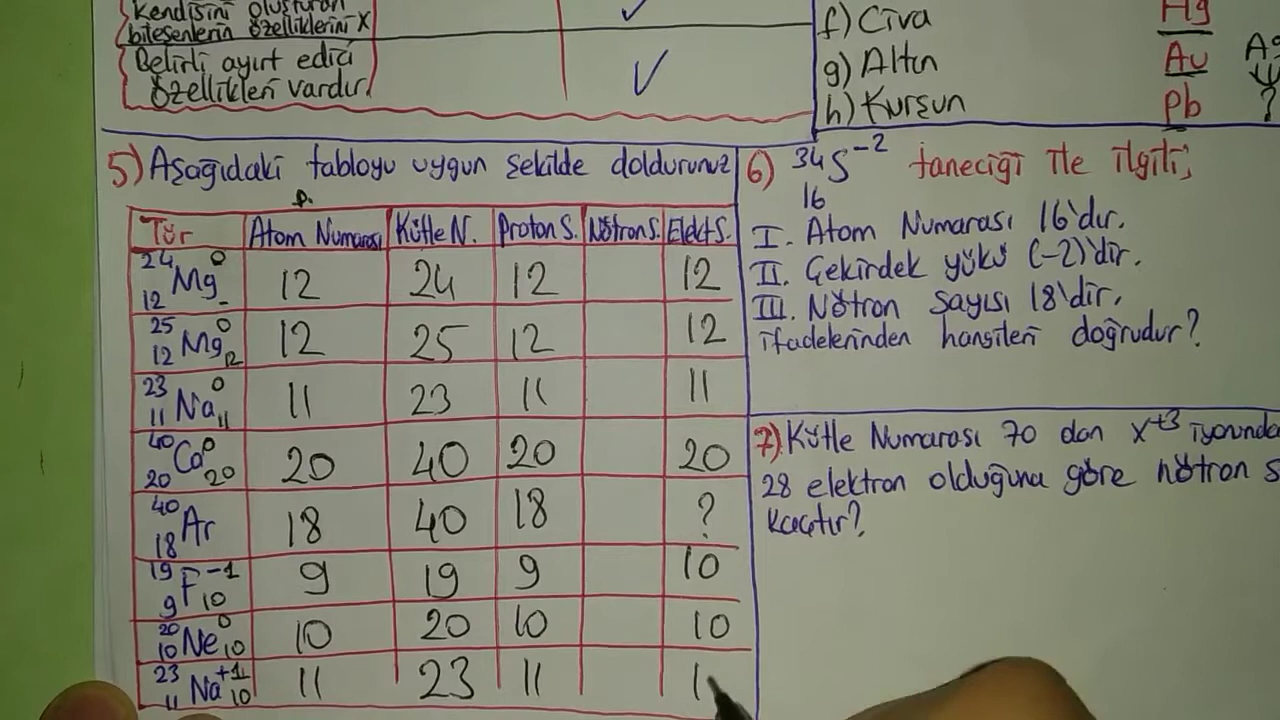 Kendisini oluşturan
bileşenlerin özelliklerini X ✓
Belirli ayırt edici
özellikleri vardır. ✓
f) Civa Hg
g) Altın Au
h) Kurşun Pb ?
5) Aşağıdaki tabloyu uygun şekilde doldurunuz
p.
Tür Atom Numarası Kütle N. Proton S. Nötron S. Elekt S.
24 12 Mg 0 12 24 12 12
25 12 Mg 0 12 12 25 12 12
23 11 Na 0 11 11 23 11 11
40 20 Ca 0 20 20 40 20 20
40 18 Ar 18 40 18 ?
19 9 F -1 10 9 19 9 10
20 10 Ne 0 10 10 20 10 10
23 11 Na +1 10 11 23 11 1
6) 34 16 S -2 taneciği ile ilgili;
I. Atom Numarası 16'dır.
II. Çekirdek yükü (-2)'dir.
III. Nötron sayısı 18'dir.
ifadelerinden hangileri doğrudur?
7) Kütle Numarası 70 olan X+3 iyonunda
28 elektron olduğuna göre nötron s
kaçtır?